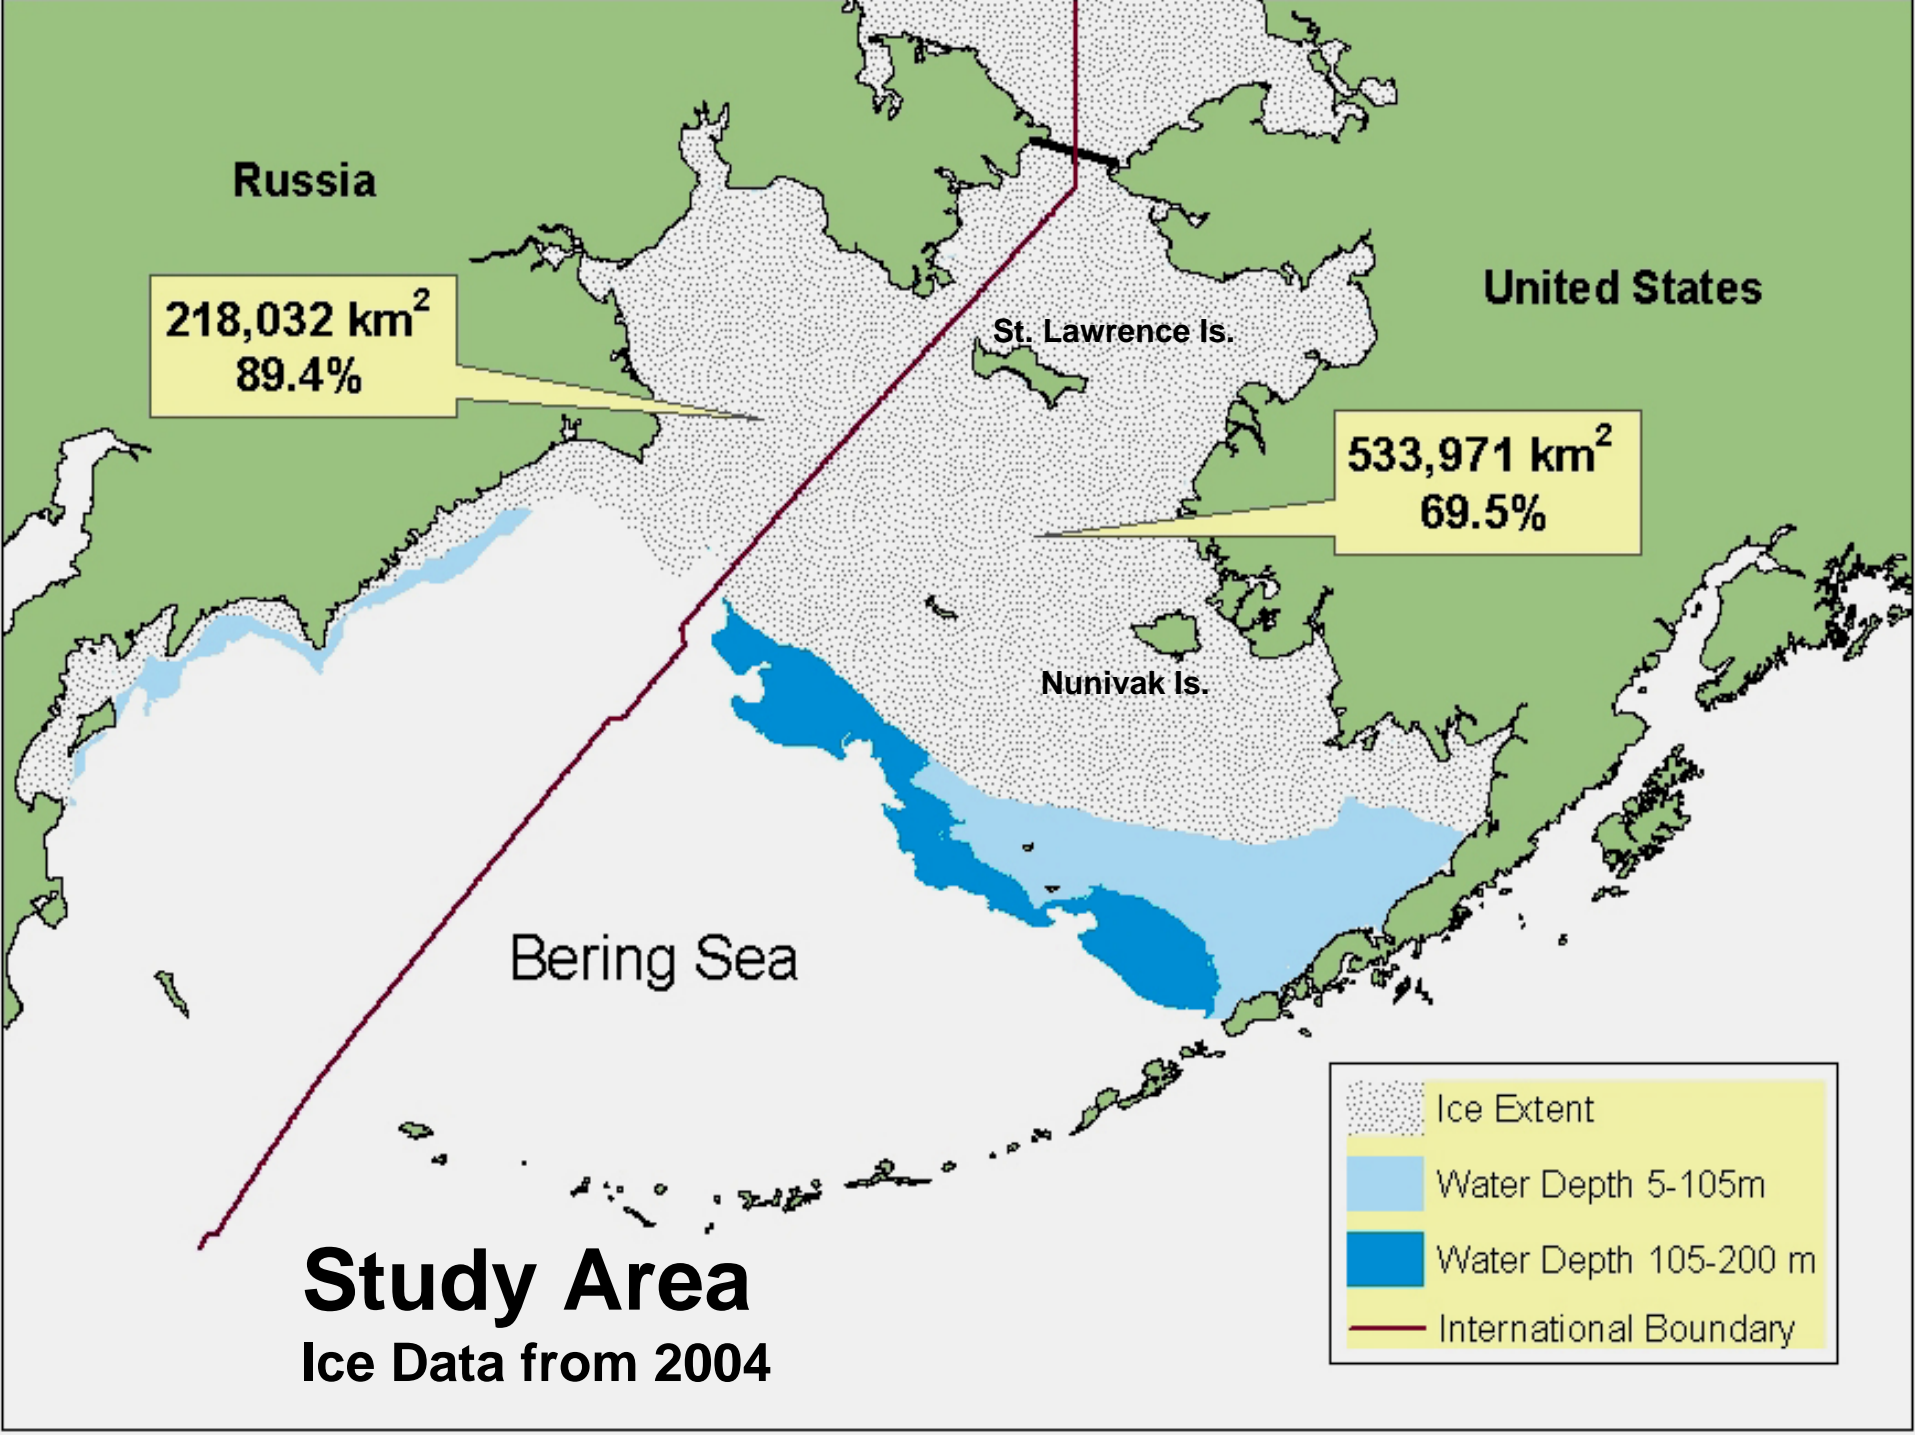 Russia
218,032 km²
89.4%
United States
St. Lawrence Is.
533,971 km²
69.5%
Nunivak Is.
Bering Sea
Study Area
Ice Data from 2004
Ice Extent
Water Depth 5-105m
Water Depth 105-200 m
International Boundary